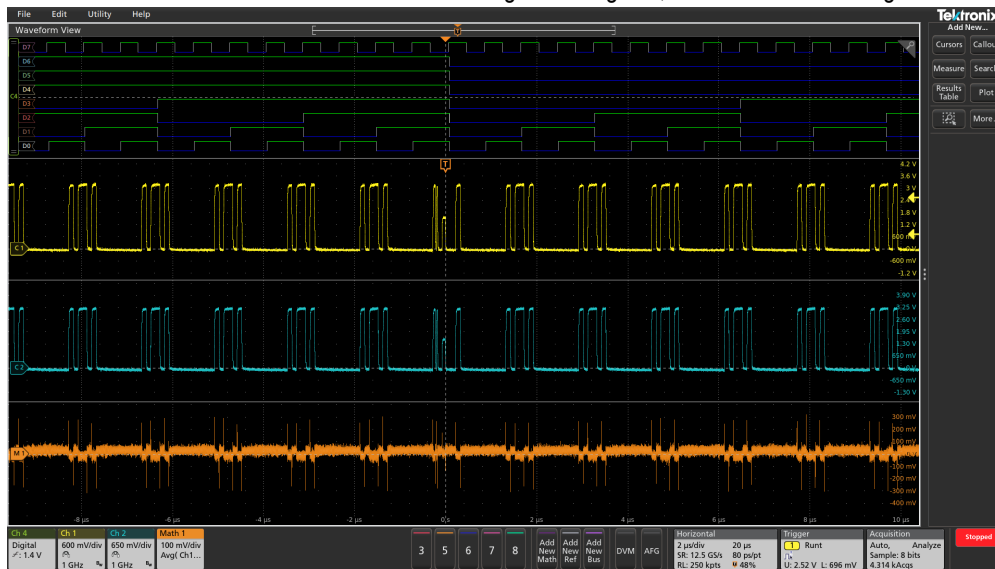 File Edit Utility Help
Tektronix
Waveform View
Add New...
Cursors Callou
Measure Search
Results Table Plot
More...
D7
D6
D5
D4
C4
D3
D2
D1
D0
T
4.2 V
3.6 V
3 V
2.4 V
1.8 V
1.2 V
600 m
C1
-600 mV
-1.2 V
3.90 V
3.25 V
2.60 V
1.95 V
1.30 V
650 mV
C2
-650 mV
-1.30 V
300 mV
200 mV
100 mV
M1
-100 mV
-200 mV
-300 mV
-400 mV
-8 µs -6 µs -4 µs -2 µs 0 s 2 µs 4 µs 6 µs 8 µs 10 µs
Ch 4 Ch 1 Ch 2 Math 1
Digital 600 mV/div 650 mV/div 100 mV/div
: 1.4 V Avg( Ch1...
1 GHz 1 GHz
3 5 6 7 8
Add New Math
Add New Ref
Add New Bus
DVM AFG
Horizontal
2 µs/div 20 µs
SR: 12.5 GS/s 80 ps/pt
RL: 250 kpts 48%
Trigger
1 Runt
U: 2.52 V L: 696 mV
Acquisition
Auto, Analyze
Sample: 8 bits
4.314 kAcqs
Stopped